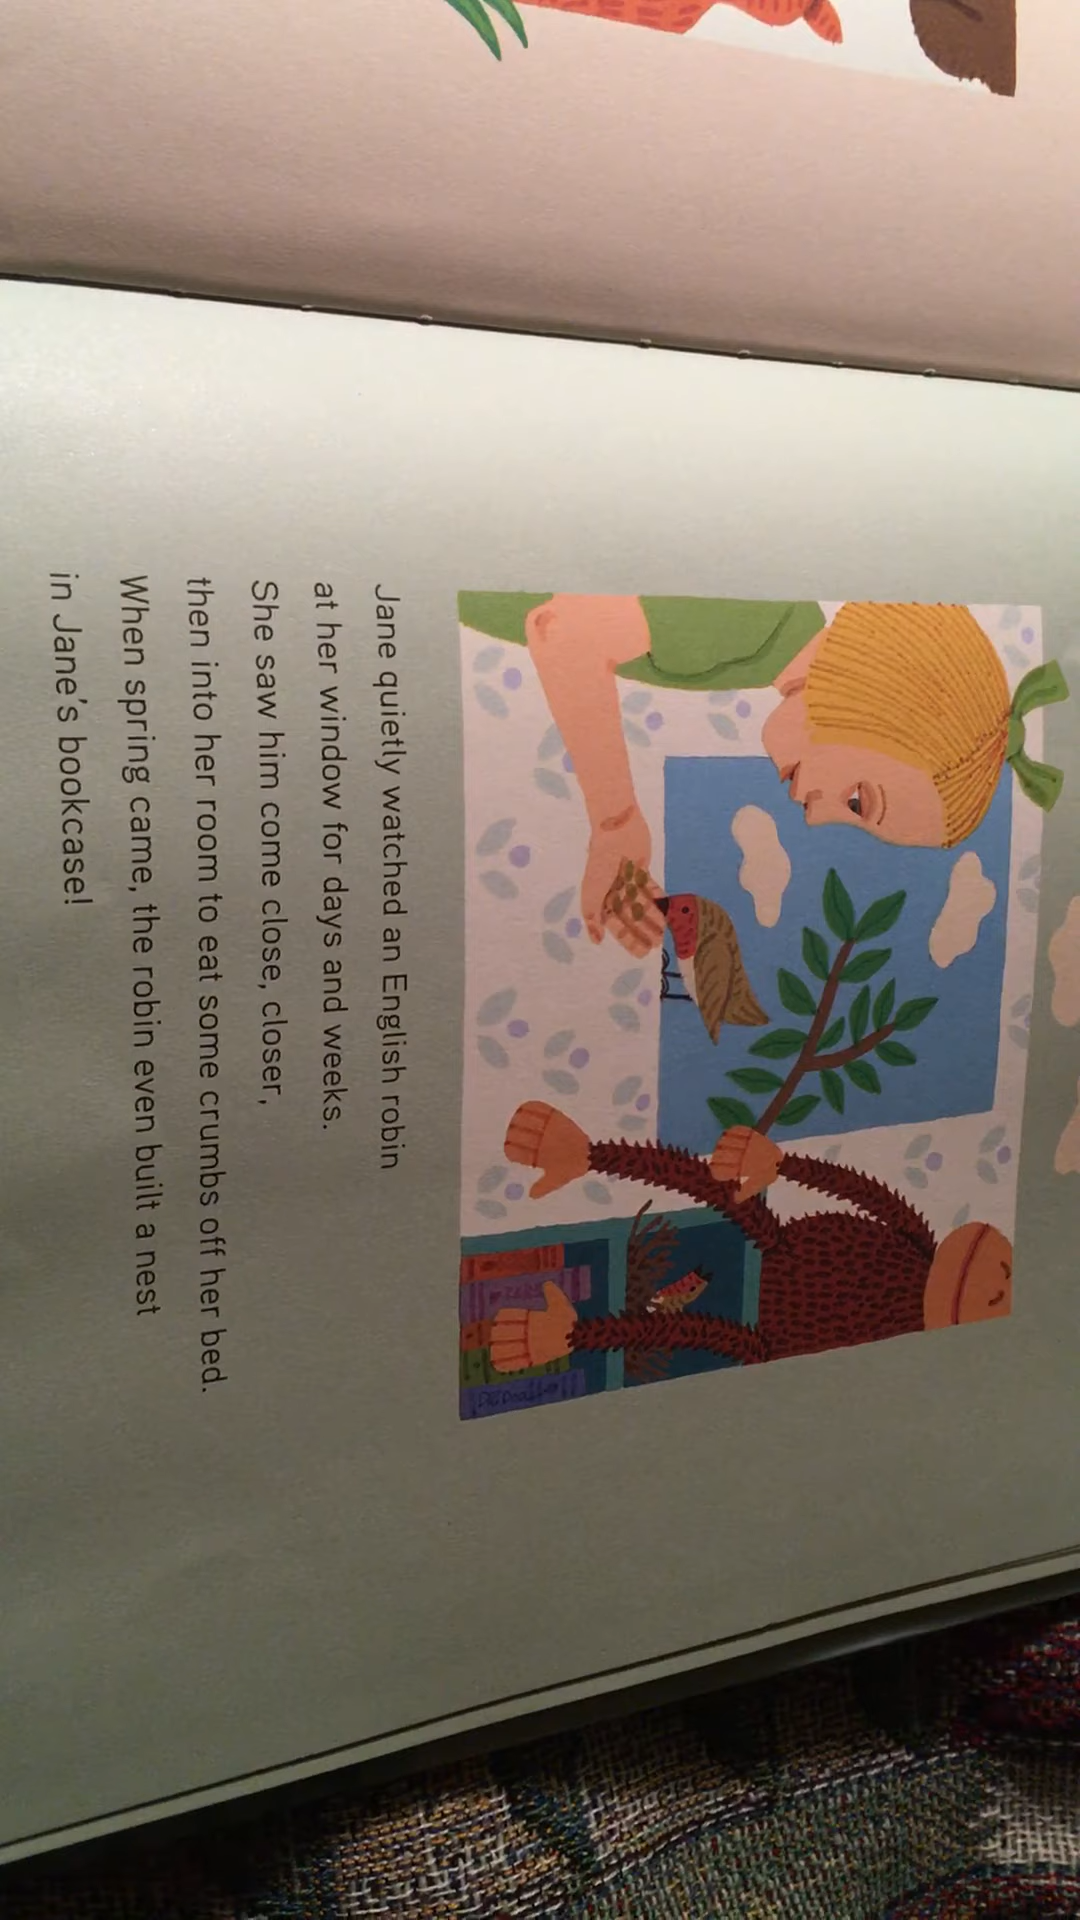 Jane quietly watched an English robin
at her window for days and weeks.
She saw him come close, closer,
then into her room to eat some crumbs off her bed.
When spring came, the robin even built a nest
in Jane's bookcase!